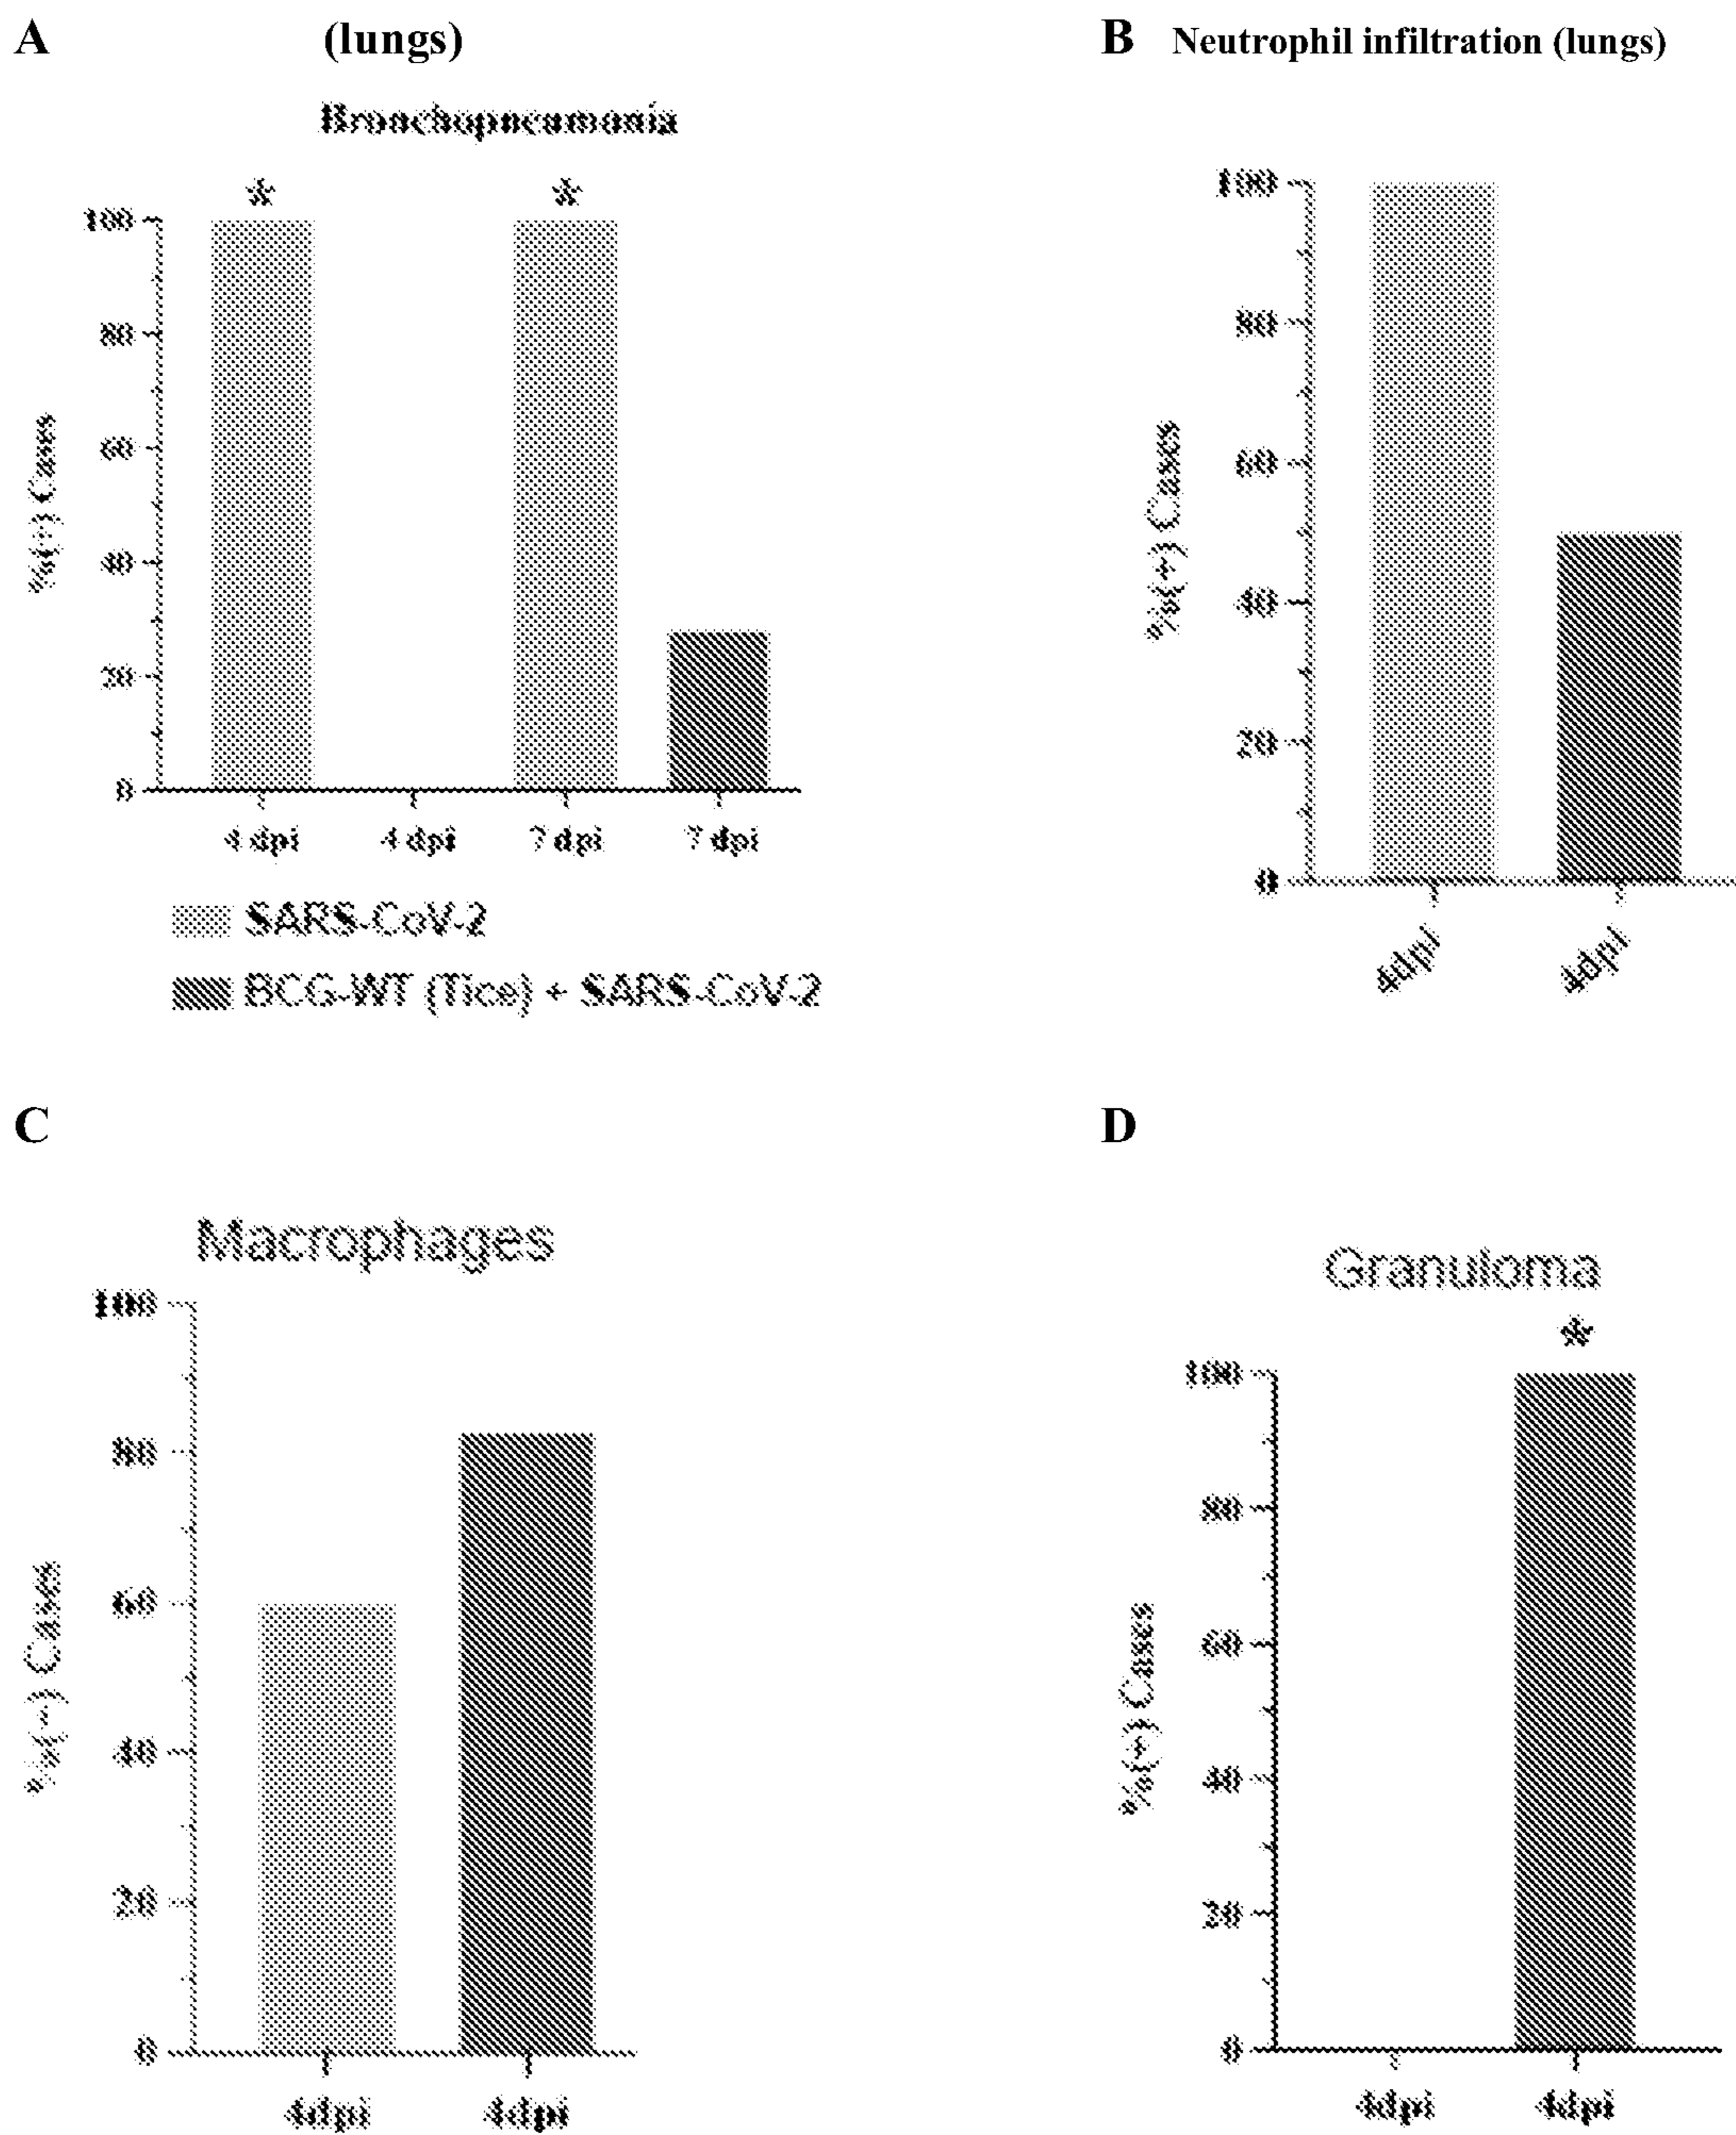 A (lungs)
Bronchopneumonia
* *
100
80
60
40
20
0
%(+) Cases
4 dpi 4 dpi 7 dpi 7 dpi
SARS-CoV-2
BCG-WT (Tice) + SARS-CoV-2
B Neutrophil infiltration (lungs)
100
80
60
40
20
0
%(+) Cases
4dpi 4dpi
C
Macrophages
100
80
60
40
20
0
%(+) Cases
4dpi 4dpi
D
Granuloma
*
100
80
60
40
20
0
%(+) Cases
4dpi 4dpi